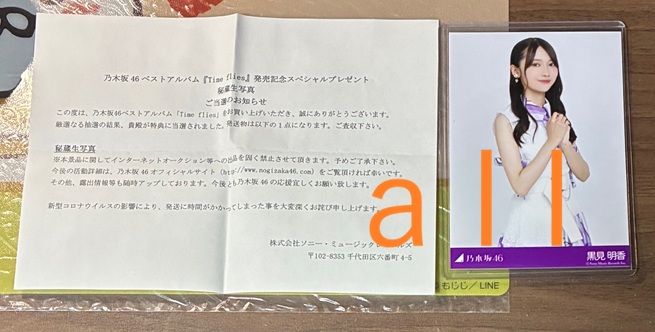 乃木坂46ベストアルバム『Time flies』発売記念スペシャルプレゼント
秘蔵生写真
ご当選のお知らせ
この度は、乃木坂46ベストアルバム「Time flies」をお買い上げいただき、誠にありがとうございます。
厳選なる抽選の結果、貴殿が特典に当選されました。発送物は以下の1点になります。ご査収下さい。
秘蔵生写真
※本景品に関してインターネットオークション等への出品を固く禁止させて頂きます。予めご了承下さい。
今後の活動詳細は、乃木坂46オフィシャルサイト(http://www.nogizaka46.com)をご覧頂ければ幸いです。
その他、露出情報等も随時アップしております。今後とも乃木坂46の応援宜しくお願い致します。
新型コロナウイルスの影響により、発送に時間がかかってしまった事を大変深くお詫び申し上げます。
株式会社ソニー・ミュージックレーベルズ
〒102-8353 千代田区六番町4-5
all
乃木坂46
黒見 明香
もじじ/LINE